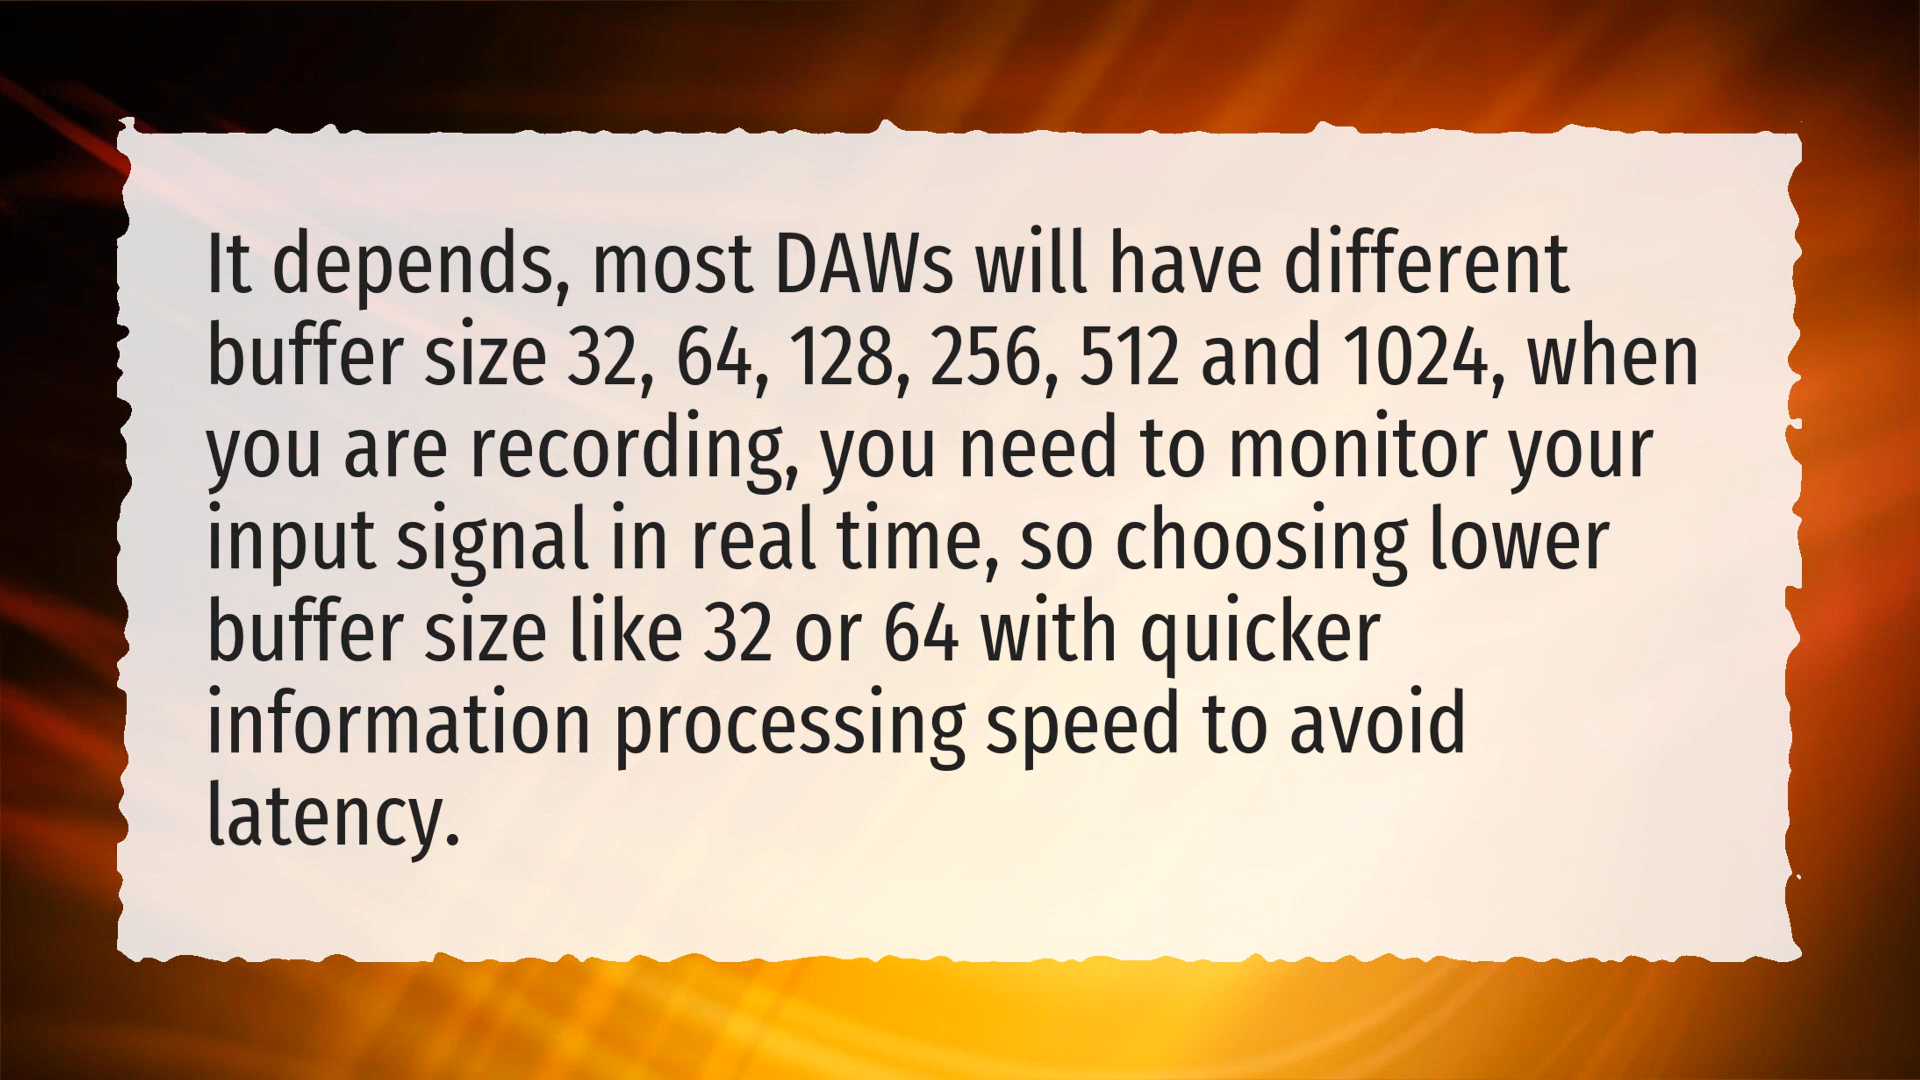 It depends, most DAWs will have different
buffer size 32, 64, 128, 256, 512 and 1024, when
you are recording, you need to monitor your
input signal in real time, so choosing lower
buffer size like 32 or 64 with quicker
information processing speed to avoid
latency.